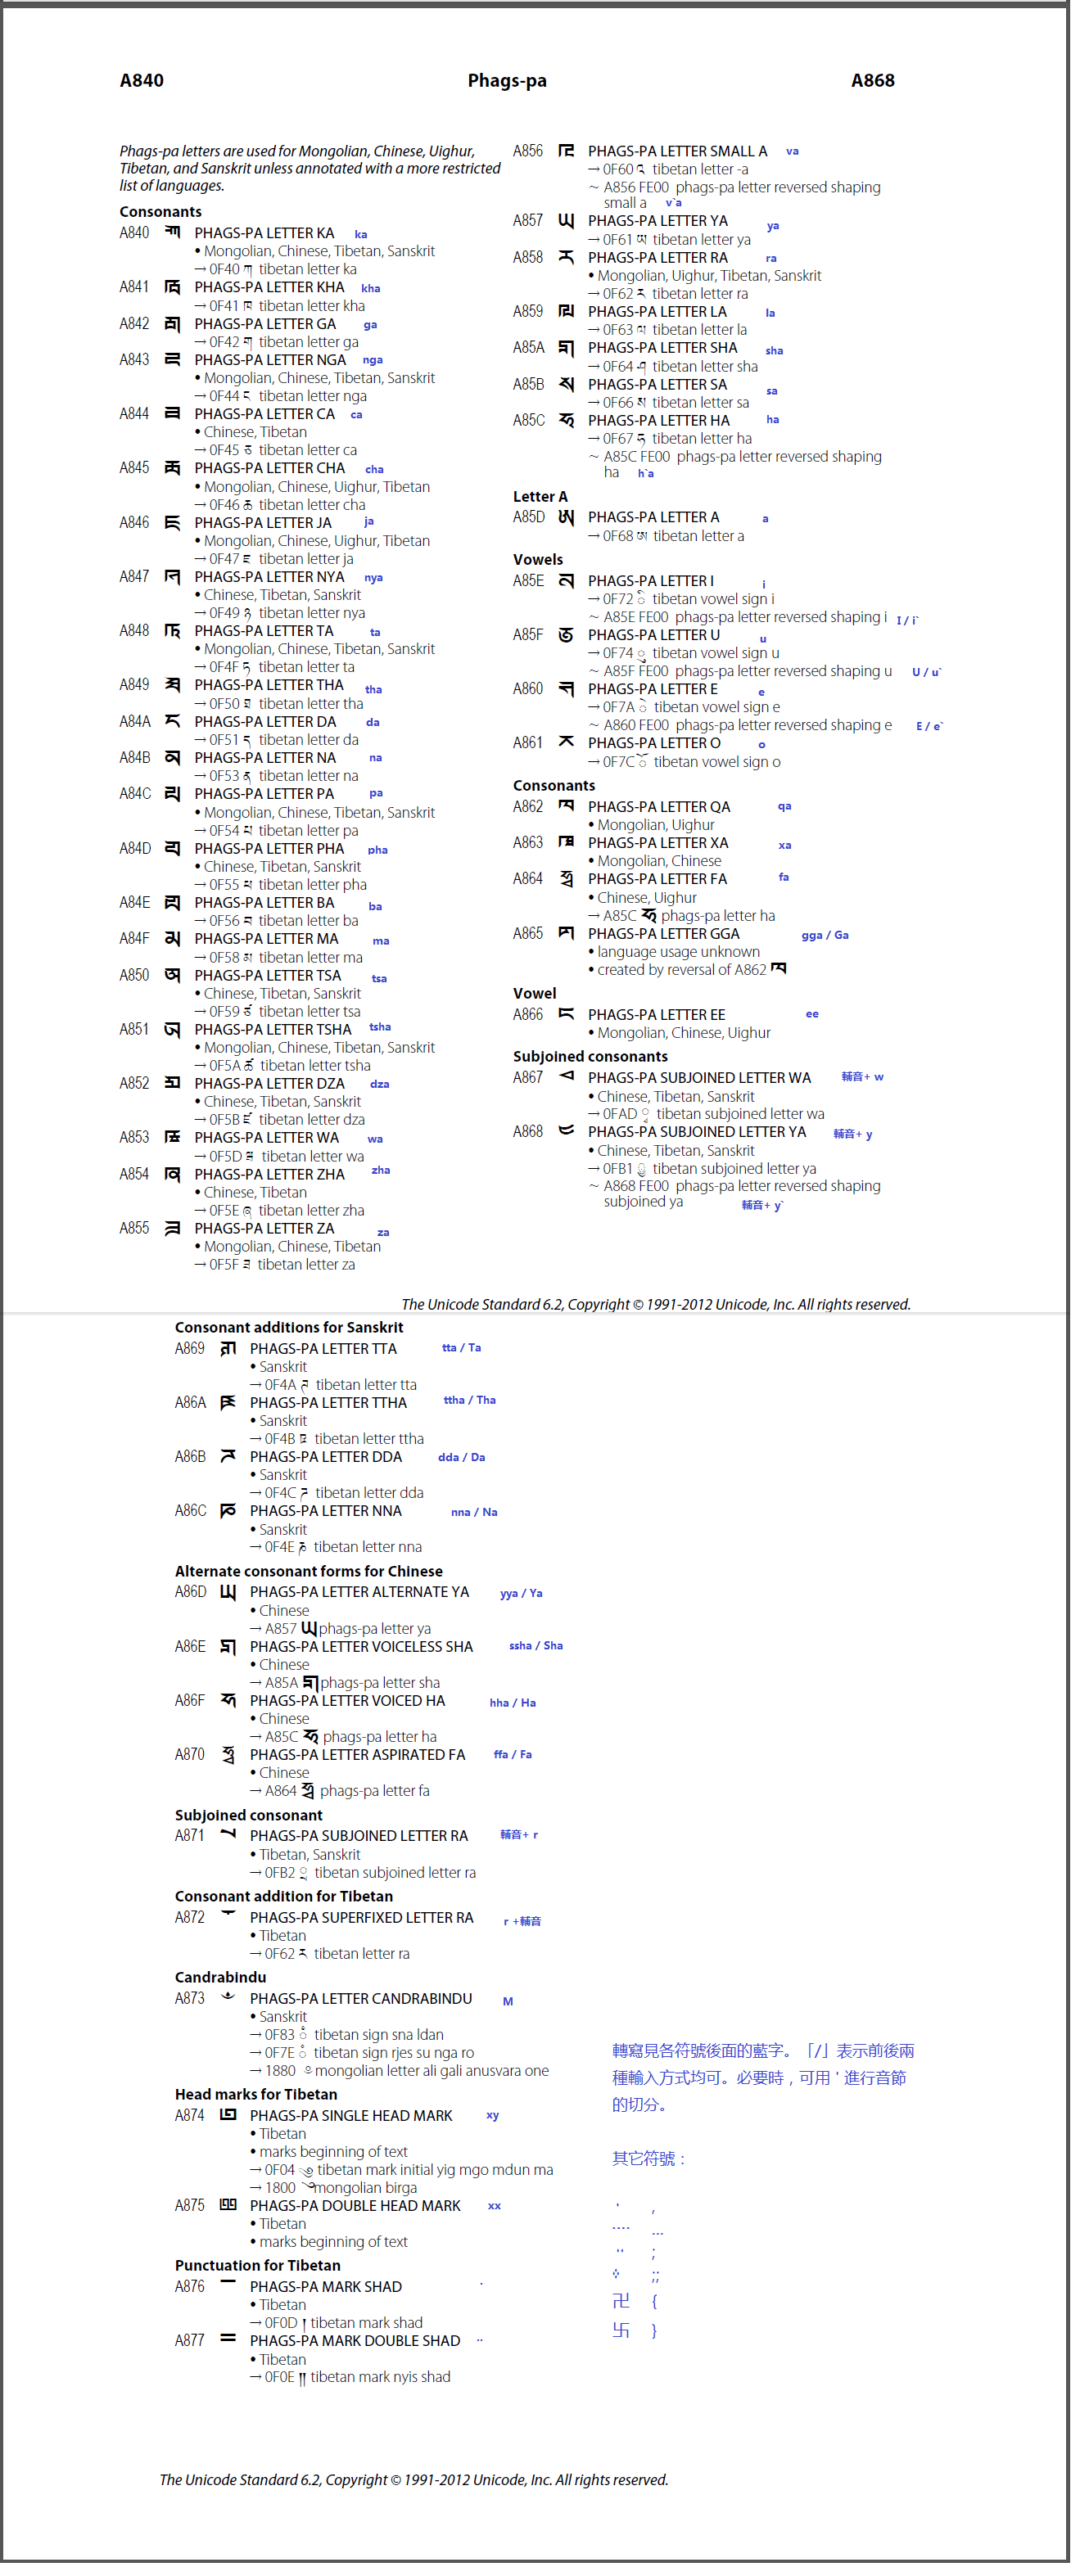 A840 Phags-pa A868
Phags-pa letters are used for Mongolian, Chinese, Uighur,
Tibetan, and Sanskrit unless annotated with a more restricted
list of languages.
Consonants
A840 ꡀ PHAGS-PA LETTER KA ka
• Mongolian, Chinese, Tibetan, Sanskrit
→ 0F40 ཀ tibetan letter ka
A841 ꡁ PHAGS-PA LETTER KHA kha
→ 0F41 ཁ tibetan letter kha
A842 ꡂ PHAGS-PA LETTER GA ga
→ 0F42 ག tibetan letter ga
A843 ꡃ PHAGS-PA LETTER NGA nga
• Mongolian, Chinese, Tibetan, Sanskrit
→ 0F44 ང tibetan letter nga
A844 ꡄ PHAGS-PA LETTER CA ca
• Chinese, Tibetan
→ 0F45 ཅ tibetan letter ca
A845 ꡅ PHAGS-PA LETTER CHA cha
• Mongolian, Chinese, Uighur, Tibetan
→ 0F46 ཆ tibetan letter cha
A846 ꡆ PHAGS-PA LETTER JA ja
• Mongolian, Chinese, Uighur, Tibetan
→ 0F47 ཇ tibetan letter ja
A847 ꡇ PHAGS-PA LETTER NYA nya
• Chinese, Tibetan, Sanskrit
→ 0F49 ཉ tibetan letter nya
A848 ꡈ PHAGS-PA LETTER TA ta
• Mongolian, Chinese, Tibetan, Sanskrit
→ 0F4F ཏ tibetan letter ta
A849 ꡉ PHAGS-PA LETTER THA tha
→ 0F50 ཐ tibetan letter tha
A84A ꡊ PHAGS-PA LETTER DA da
→ 0F51 ད tibetan letter da
A84B ꡋ PHAGS-PA LETTER NA na
→ 0F53 ན tibetan letter na
A84C ꡌ PHAGS-PA LETTER PA pa
• Mongolian, Chinese, Tibetan, Sanskrit
→ 0F54 པ tibetan letter pa
A84D ꡍ PHAGS-PA LETTER PHA pha
• Chinese, Tibetan, Sanskrit
→ 0F55 ཕ tibetan letter pha
A84E ꡎ PHAGS-PA LETTER BA ba
→ 0F56 བ tibetan letter ba
A84F ꡏ PHAGS-PA LETTER MA ma
→ 0F58 མ tibetan letter ma
A850 ꡐ PHAGS-PA LETTER TSA tsa
• Chinese, Tibetan, Sanskrit
→ 0F59 ཙ tibetan letter tsa
A851 ꡑ PHAGS-PA LETTER TSHA tsha
• Mongolian, Chinese, Tibetan, Sanskrit
→ 0F5A ཚ tibetan letter tsha
A852 ꡒ PHAGS-PA LETTER DZA dza
• Chinese, Tibetan, Sanskrit
→ 0F5B ཛ tibetan letter dza
A853 ꡓ PHAGS-PA LETTER WA wa
→ 0F5D ཝ tibetan letter wa
A854 ꡔ PHAGS-PA LETTER ZHA zha
• Chinese, Tibetan
→ 0F5E ཞ tibetan letter zha
A855 ꡕ PHAGS-PA LETTER ZA za
• Mongolian, Chinese, Tibetan
→ 0F5F ཟ tibetan letter za
A856 ꡖ PHAGS-PA LETTER SMALL A va
→ 0F60 འ tibetan letter -a
~ A856 FE00 phags-pa letter reversed shaping
small a v`a
A857 ꡗ PHAGS-PA LETTER YA ya
→ 0F61 ཡ tibetan letter ya
A858 ꡘ PHAGS-PA LETTER RA ra
• Mongolian, Uighur, Tibetan, Sanskrit
→ 0F62 ར tibetan letter ra
A859 ꡙ PHAGS-PA LETTER LA la
→ 0F63 ལ tibetan letter la
A85A ꡚ PHAGS-PA LETTER SHA sha
→ 0F64 ཤ tibetan letter sha
A85B ꡛ PHAGS-PA LETTER SA sa
→ 0F66 ས tibetan letter sa
A85C ꡜ PHAGS-PA LETTER HA ha
→ 0F67 ཧ tibetan letter ha
~ A85C FE00 phags-pa letter reversed shaping
ha h`a
Letter A
A85D ꡝ PHAGS-PA LETTER A a
→ 0F68 ཨ tibetan letter a
Vowels
A85E ꡞ PHAGS-PA LETTER I i
→ 0F72 ི tibetan vowel sign i
~ A85E FE00 phags-pa letter reversed shaping i I / i`
A85F ꡟ PHAGS-PA LETTER U u
→ 0F74 ུ tibetan vowel sign u
~ A85F FE00 phags-pa letter reversed shaping u U / u`
A860 ꡠ PHAGS-PA LETTER E e
→ 0F7A ེ tibetan vowel sign e
~ A860 FE00 phags-pa letter reversed shaping e E / e`
A861 ꡡ PHAGS-PA LETTER O o
→ 0F7C ོ tibetan vowel sign o
Consonants
A862 ꡢ PHAGS-PA LETTER QA qa
• Mongolian, Uighur
A863 ꡣ PHAGS-PA LETTER XA xa
• Mongolian, Chinese
A864 ꡤ PHAGS-PA LETTER FA fa
• Chinese, Uighur
→ A85C ꡜ phags-pa letter ha
A865 ꡥ PHAGS-PA LETTER GGA gga / Ga
• language usage unknown
• created by reversal of A862 ꡢ
Vowel
A866 ꡦ PHAGS-PA LETTER EE ee
• Mongolian, Chinese, Uighur
Subjoined consonants
A867 ꡧ PHAGS-PA SUBJOINED LETTER WA 輔音+ w
• Chinese, Tibetan, Sanskrit
→ 0FAD ྭ tibetan subjoined letter wa
A868 ꡨ PHAGS-PA SUBJOINED LETTER YA 輔音+ y
• Chinese, Tibetan, Sanskrit
→ 0FB1 ྱ tibetan subjoined letter ya
~ A868 FE00 phags-pa letter reversed shaping
subjoined ya 輔音+ y`
The Unicode Standard 6.2, Copyright © 1991-2012 Unicode, Inc. All rights reserved.
Consonant additions for Sanskrit
A869 ꡩ PHAGS-PA LETTER TTA tta / Ta
• Sanskrit
→ 0F4A ཊ tibetan letter tta
A86A ꡪ PHAGS-PA LETTER TTHA ttha / Tha
• Sanskrit
→ 0F4B ཋ tibetan letter ttha
A86B ꡫ PHAGS-PA LETTER DDA dda / Da
• Sanskrit
→ 0F4C ཌ tibetan letter dda
A86C ꡬ PHAGS-PA LETTER NNA nna / Na
• Sanskrit
→ 0F4E ཎ tibetan letter nna
Alternate consonant forms for Chinese
A86D ꡭ PHAGS-PA LETTER ALTERNATE YA yya / Ya
• Chinese
→ A857 ꡗ phags-pa letter ya
A86E ꡮ PHAGS-PA LETTER VOICELESS SHA ssha / Sha
• Chinese
→ A85A ꡚ phags-pa letter sha
A86F ꡯ PHAGS-PA LETTER VOICED HA hha / Ha
• Chinese
→ A85C ꡜ phags-pa letter ha
A870 ꡰ PHAGS-PA LETTER ASPIRATED FA ffa / Fa
• Chinese
→ A864 ꡤ phags-pa letter fa
Subjoined consonant
A871 ꡱ PHAGS-PA SUBJOINED LETTER RA 輔音+ r
• Tibetan, Sanskrit
→ 0FB2 ྲ tibetan subjoined letter ra
Consonant addition for Tibetan
A872 ꡲ PHAGS-PA SUPERFIXED LETTER RA r +輔音
• Tibetan
→ 0F62 ར tibetan letter ra
Candrabindu
A873 ꡳ PHAGS-PA LETTER CANDRABINDU M
• Sanskrit
→ 0F83 ྃ tibetan sign sna ldan
→ 0F7E ཾ tibetan sign rjes su nga ro
→ 1880 ᢀ mongolian letter ali gali anusvara one
Head marks for Tibetan
A874 ꡴ PHAGS-PA SINGLE HEAD MARK xy
• Tibetan
• marks beginning of text
→ 0F04 ༄ tibetan mark initial yig mgo mdun ma
→ 1800 ᠀ mongolian birga
A875 ꡵ PHAGS-PA DOUBLE HEAD MARK xx
• Tibetan
• marks beginning of text
Punctuation for Tibetan
A876 ꡶ PHAGS-PA MARK SHAD .
• Tibetan
→ 0F0D ། tibetan mark shad
A877 ꡷ PHAGS-PA MARK DOUBLE SHAD ..
• Tibetan
→ 0F0E ༎ tibetan mark nyis shad
轉寫見各符號後面的藍字。「/」表示前後兩
種輸入方式均可。必要時，可用 ' 進行音節
的切分。
其它符號：
᠂ ,
.... ...
·· ;
᠅ ;;
卍 {
卐 }
The Unicode Standard 6.2, Copyright © 1991-2012 Unicode, Inc. All rights reserved.